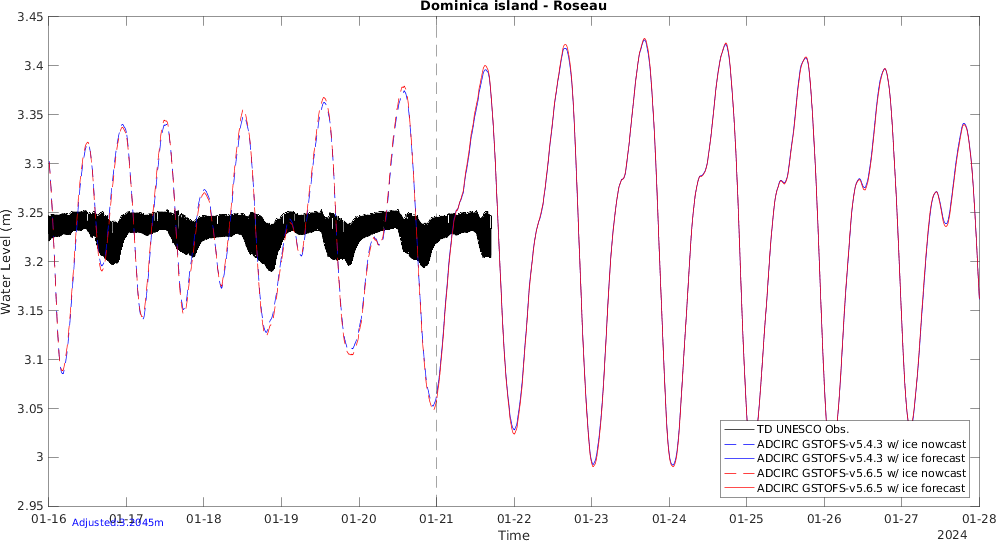 Dominica island - Roseau
3.45
3.4
3.35
3.3
3.25
3.2
3.15
3.1
3.05
3
2.95
Water Level (m)
TD UNESCO Obs.
ADCIRC GSTOFS-v5.4.3 w/ ice nowcast
ADCIRC GSTOFS-v5.4.3 w/ ice forecast
ADCIRC GSTOFS-v5.6.5 w/ ice nowcast
ADCIRC GSTOFS-v5.6.5 w/ ice forecast
01-16 01-17 01-18 01-19 01-20 01-21 01-22 01-23 01-24 01-25 01-26 01-27 01-28
Adjusted:3.2045m
Time
2024